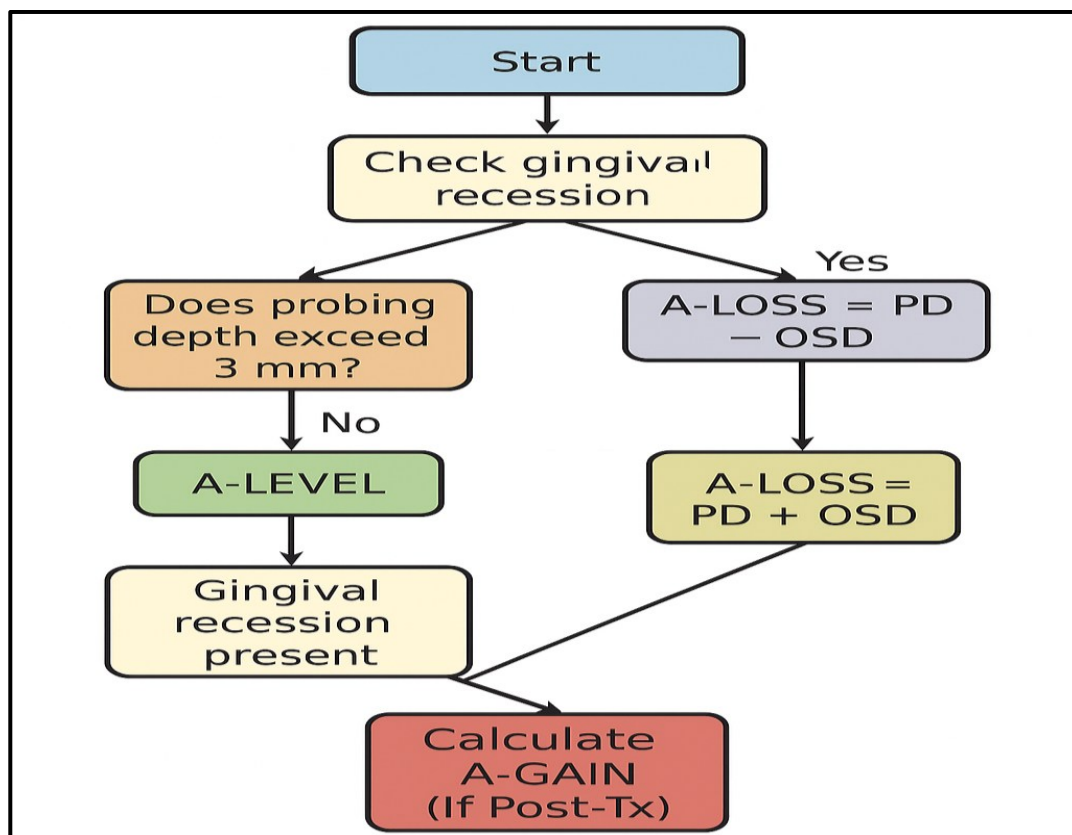 Start
Check gingival
recession
Yes
Does probing
depth exceed
3 mm?
A-LOSS = PD
— OSD
No
A-LEVEL
A-LOSS =
PD + OSD
Gingival
recession
present
Calculate
A-GAIN
(If Post-Tx)